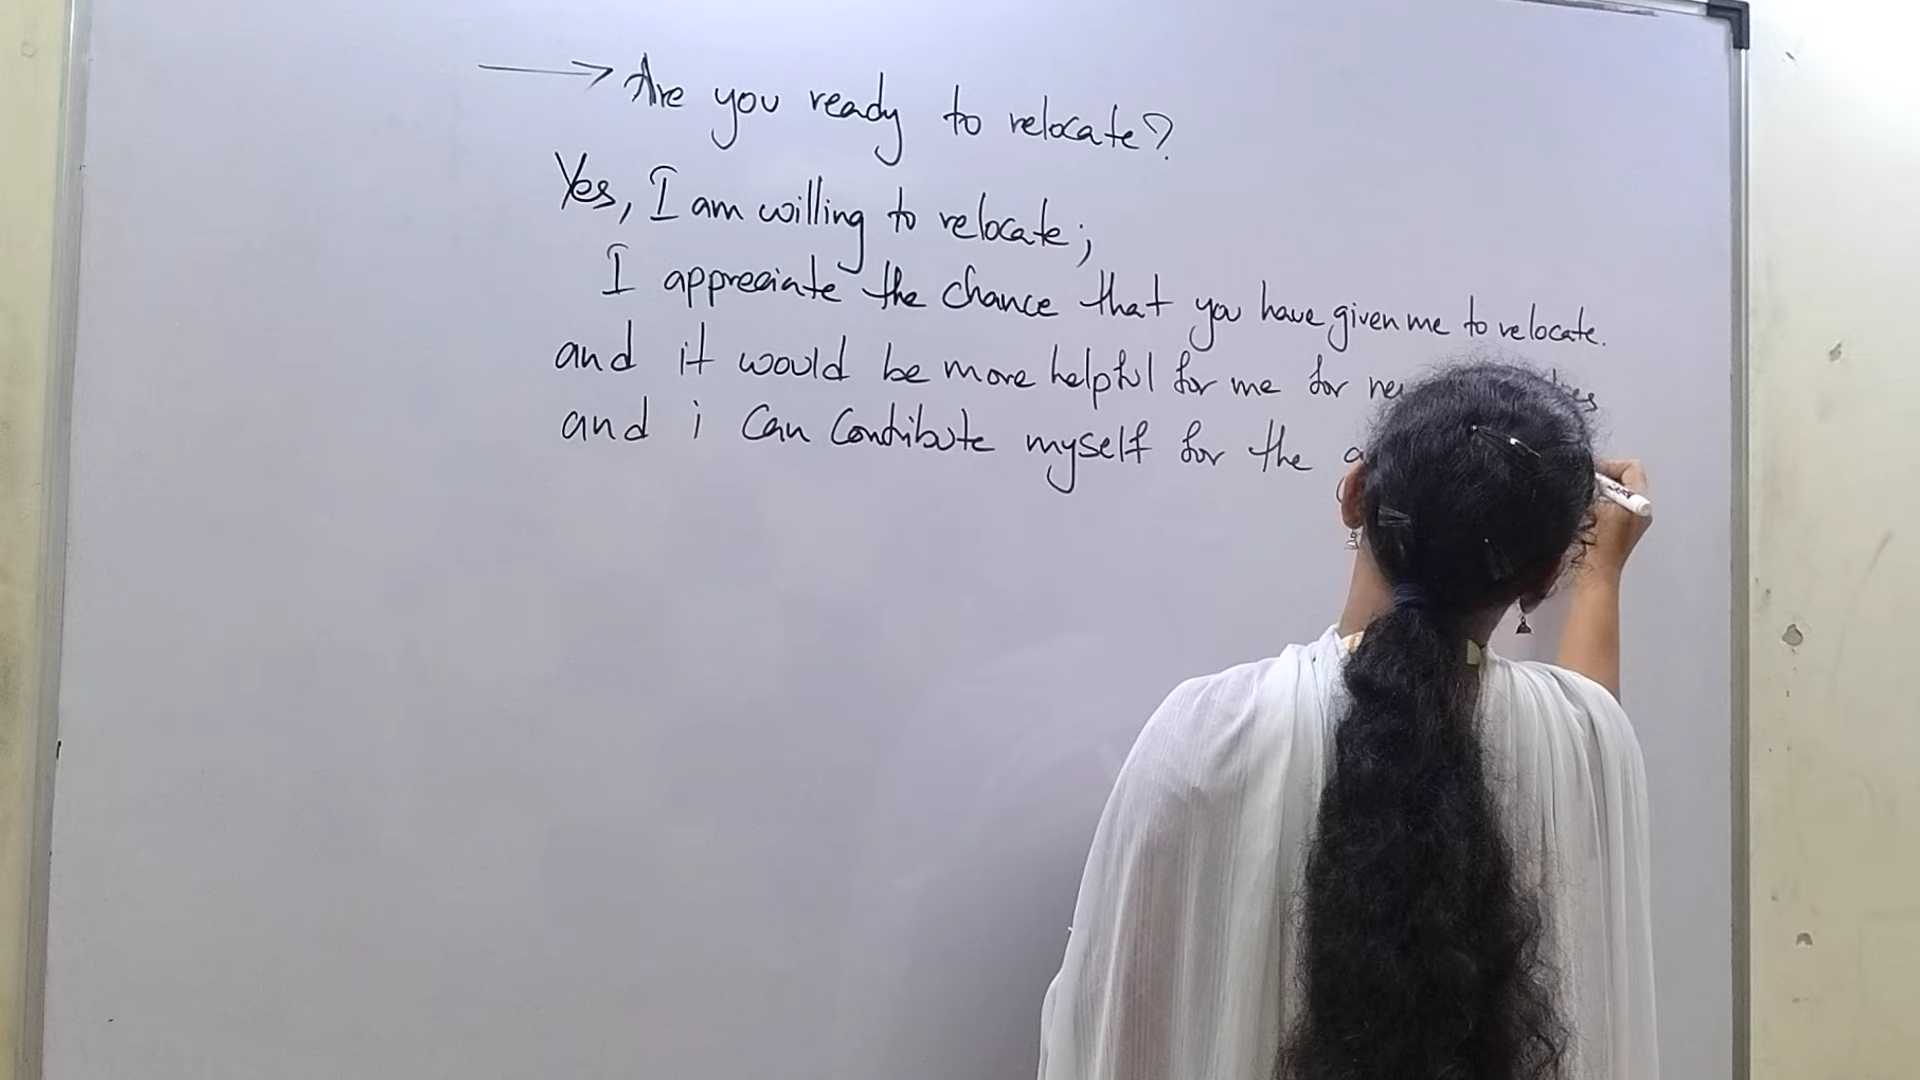 Are you ready to relocate?
Yes, I am willing to relocate;
I appreciate the chance that you have given me to relocate.
and it would be more helpful for me for
and i can contribute myself for the